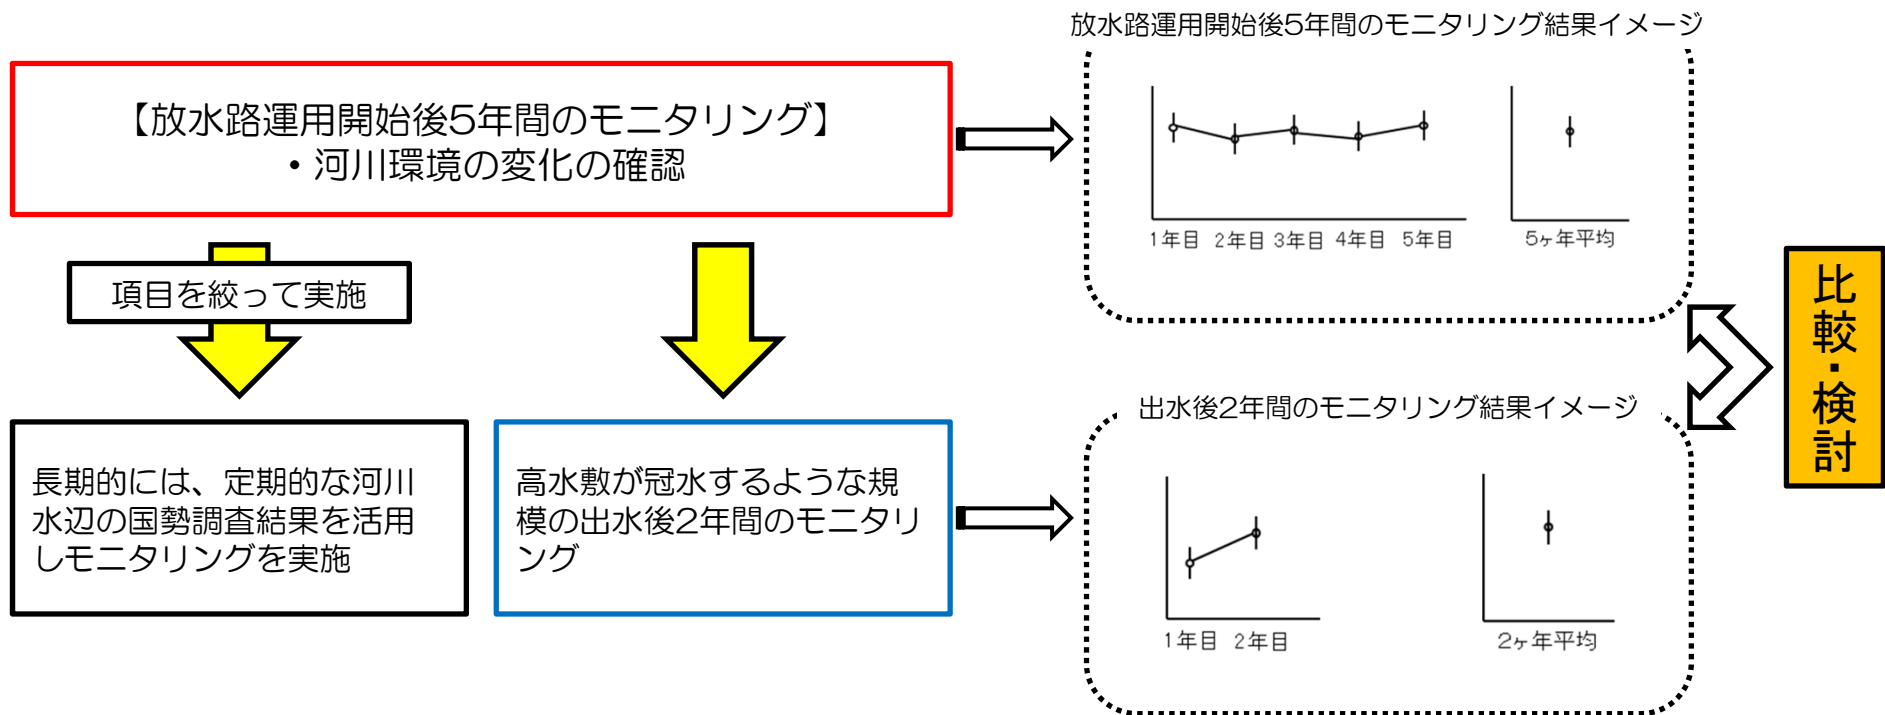 放水路運用開始後5年間のモニタリング結果イメージ
【放水路運用開始後5年間のモニタリング】
・河川環境の変化の確認
1年目 2年目 3年目 4年目 5年目
5ヶ年平均
項目を絞って実施
比較・検討
出水後2年間のモニタリング結果イメージ
長期的には、定期的な河川
水辺の国勢調査結果を活用
しモニタリングを実施
高水敷が冠水するような規
模の出水後2年間のモニタリ
ング
1年目 2年目
2ヶ年平均